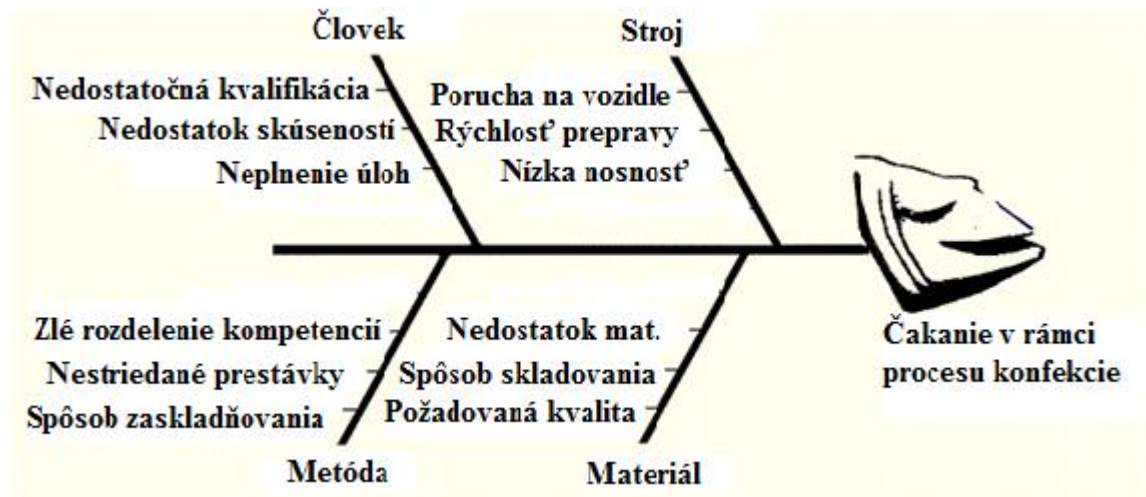 Človek
Nedostatočná kvalifikácia
Nedostatok skúseností
Neplnenie úloh
Stroj
Porucha na vozidle
Rýchlosť prepravy
Nízka nosnosť
Zlé rozdelenie kompetencií
Nestriedané prestávky
Spôsob zaskladňovania
Metóda
Nedostatok mat.
Spôsob skladovania
Požadovaná kvalita
Materiál
Čakanie v rámci
procesu konfekcie